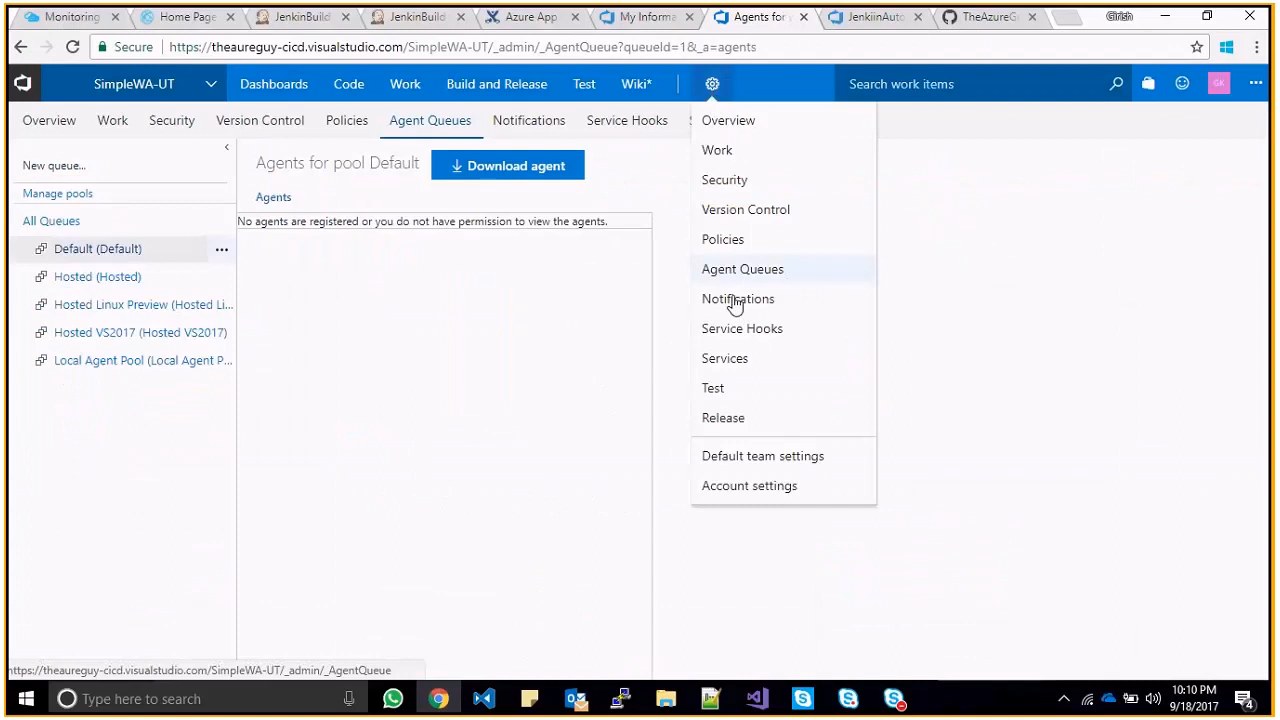 Monitoring
Home Page
JenkinBuild
JenkinBuild
Azure App
My Informa
Agents for
JenkiinAuto
TheAzureG
Girish
Secure
https://theaureguy-cicd.visualstudio.com/SimpleWA-UT/_admin/_AgentQueue?queueId=1&_a=agents
SimpleWA-UT
Dashboards
Code
Work
Build and Release
Test
Wiki*
Search work items
GK
Overview
Work
Security
Version Control
Policies
Agent Queues
Notifications
Service Hooks
New queue...
Manage pools
All Queues
Default (Default)
Hosted (Hosted)
Hosted Linux Preview (Hosted Li...
Hosted VS2017 (Hosted VS2017)
Local Agent Pool (Local Agent P...
Agents for pool Default
Download agent
Agents
No agents are registered or you do not have permission to view the agents.
Overview
Work
Security
Version Control
Policies
Agent Queues
Notifications
Service Hooks
Services
Test
Release
Default team settings
Account settings
https://theaureguy-cicd.visualstudio.com/SimpleWA-UT/_admin/_AgentQueue
Type here to search
10:10 PM
9/18/2017
4